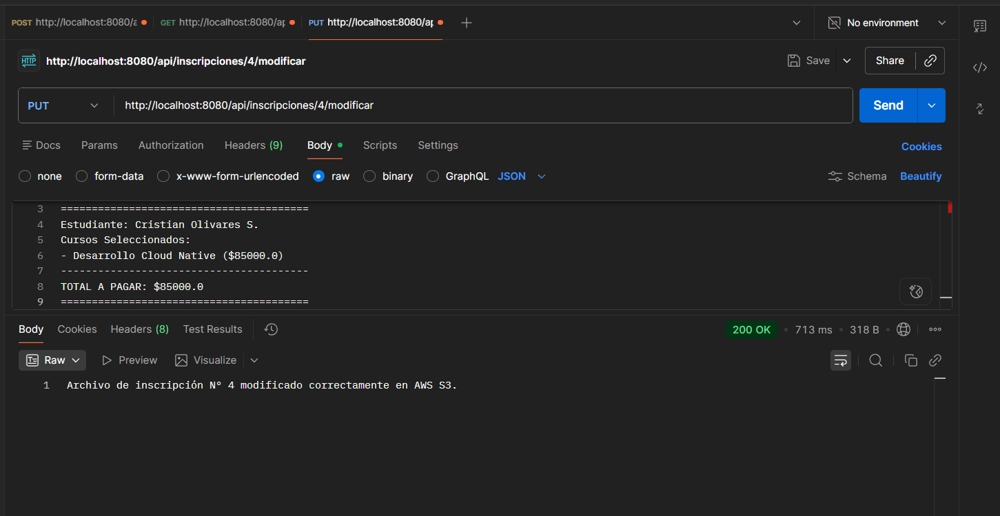 POST http://localhost:8080/a GET http://localhost:8080/ap PUT http://localhost:8080/ap No environment
HTTP http://localhost:8080/api/inscripciones/4/modificar Save Share
PUT http://localhost:8080/api/inscripciones/4/modificar Send
Docs Params Authorization Headers (9) Body Scripts Settings Cookies
none form-data x-www-form-urlencoded raw binary GraphQL JSON Schema Beautify
3 ========================================
4 Estudiante: Cristian Olivares S.
5 Cursos Seleccionados:
6 - Desarrollo Cloud Native ($85000.0)
7 ----------------------------------------
8 TOTAL A PAGAR: $85000.0
9 ========================================
Body Cookies Headers (8) Test Results 200 OK 713 ms 318 B
Raw Preview Visualize
1 Archivo de inscripción N° 4 modificado correctamente en AWS S3.